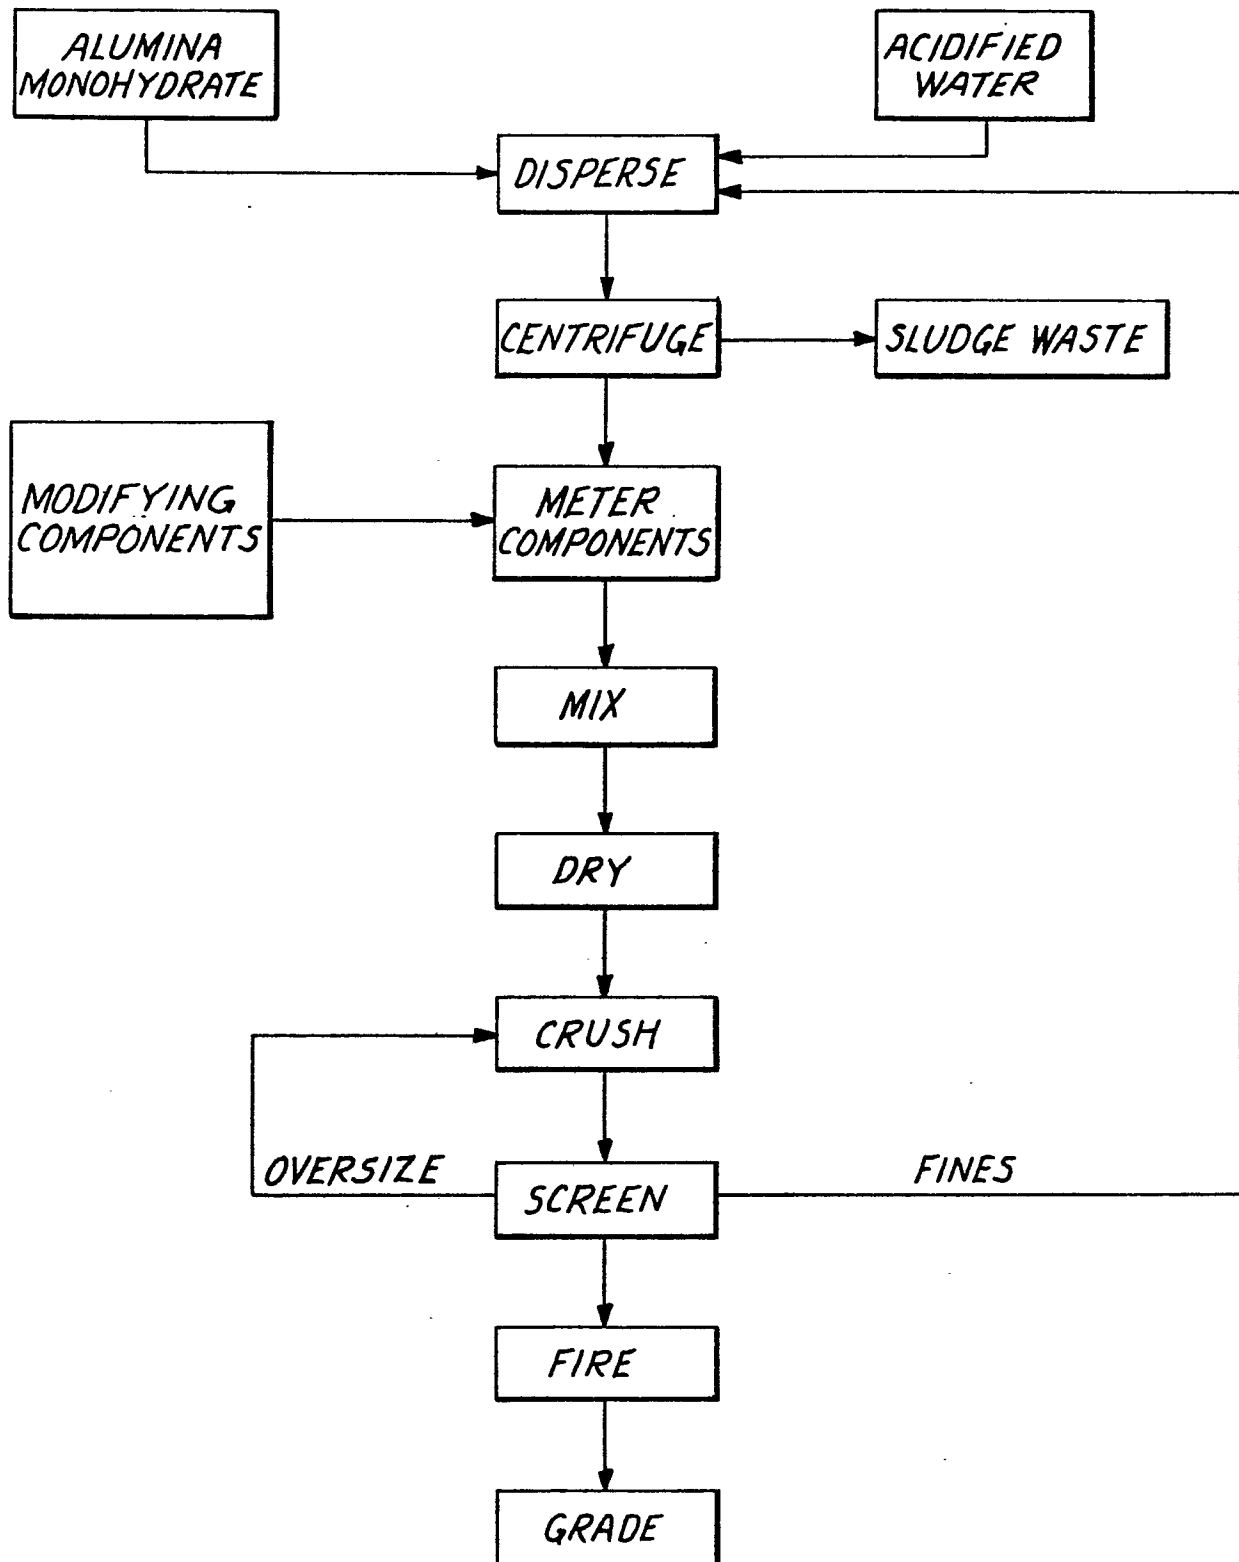 ALUMINA
MONOHYDRATE
ACIDIFIED
WATER
DISPERSE
CENTRIFUGE
SLUDGE WASTE
MODIFYING
COMPONENTS
METER
COMPONENTS
MIX
DRY
CRUSH
OVERSIZE
SCREEN
FINES
FIRE
GRADE